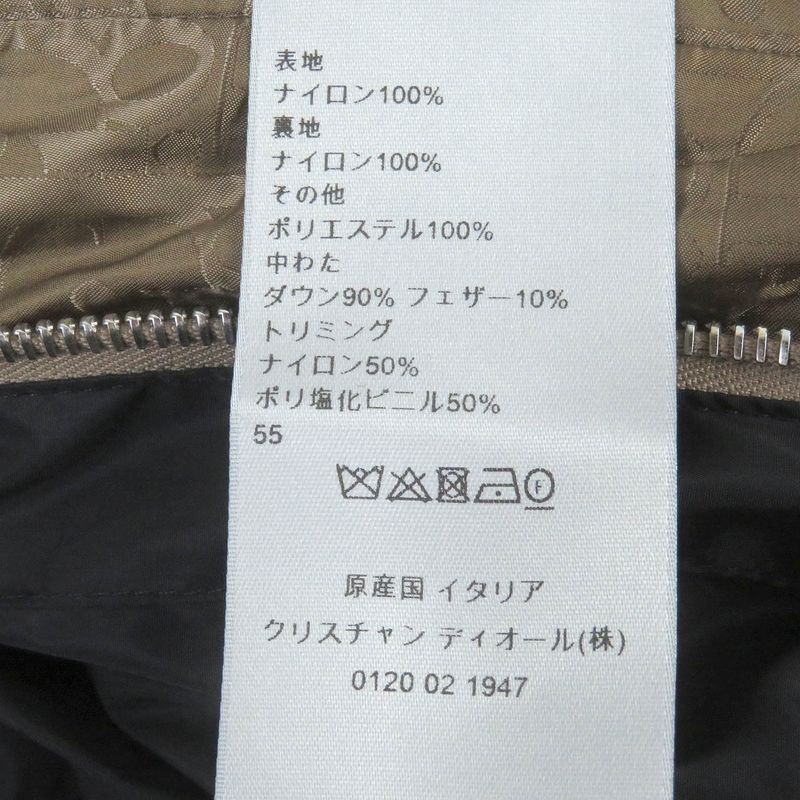 表地
ナイロン100%
裏地
ナイロン100%
その他
ポリエステル100%
中わた
ダウン90% フェザー10%
トリミング
ナイロン50%
ポリ塩化ビニル50%
55
F
原産国 イタリア
クリスチャン ディオール(株)
0120 02 1947